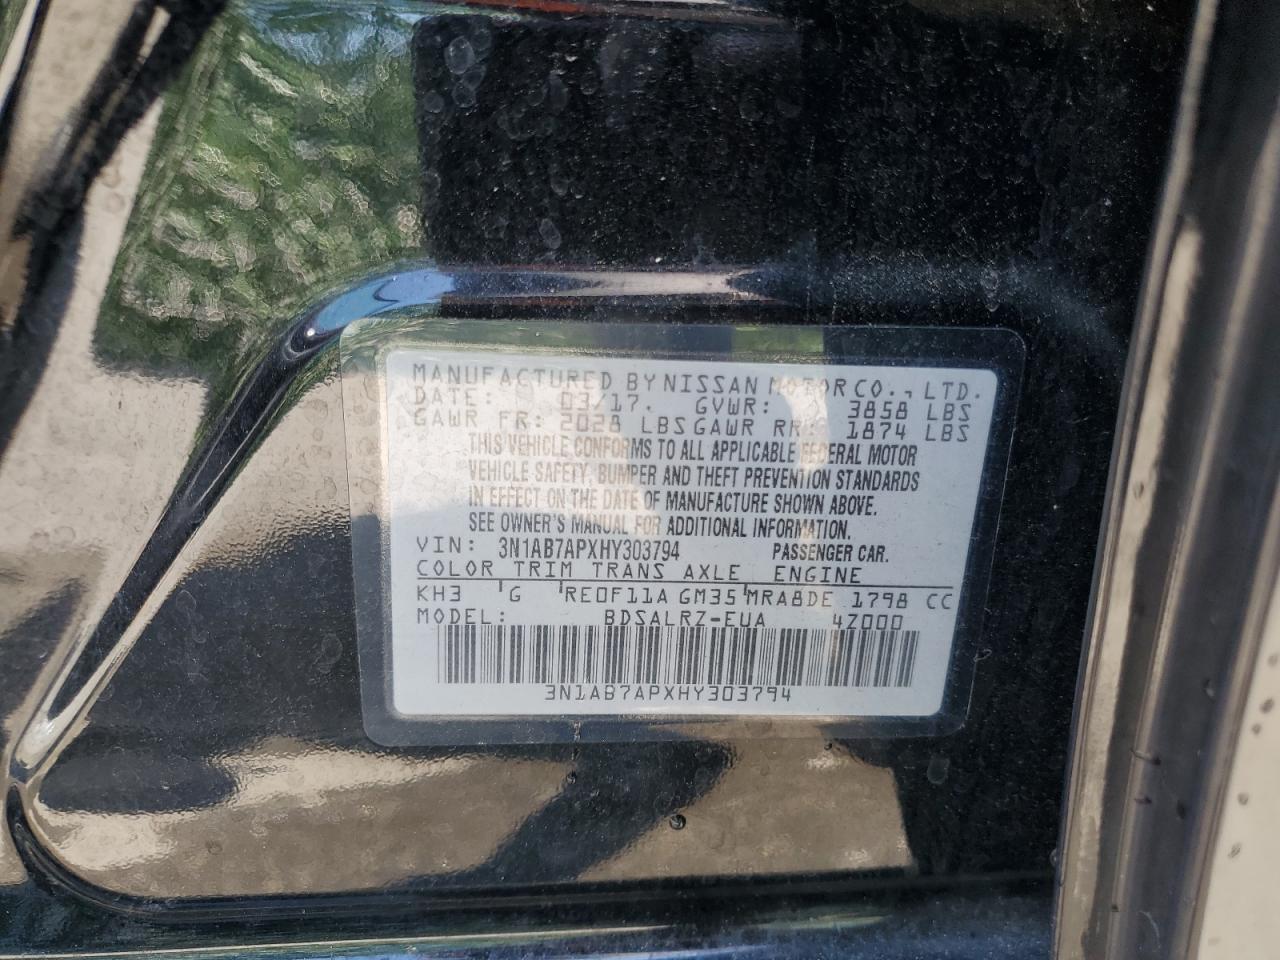 MANUFACTURED BY NISSAN MOTOR CO., LTD.
DATE: 03/17. GVWR: 3858 LBS
GAWR FR: 2028 LBS GAWR RR: 1874 LBS
THIS VEHICLE CONFORMS TO ALL APPLICABLE FEDERAL MOTOR
VEHICLE SAFETY, BUMPER AND THEFT PREVENTION STANDARDS
IN EFFECT ON THE DATE OF MANUFACTURE SHOWN ABOVE.
SEE OWNER'S MANUAL FOR ADDITIONAL INFORMATION.
VIN: 3N1AB7APXHY303794 PASSENGER CAR.
COLOR TRIM TRANS AXLE ENGINE
KH3 G RE0F11A GM35 MRA8DE 1798 CC
MODEL: BDSALRZ-EUA 4Z000
3N1AB7APXHY303794